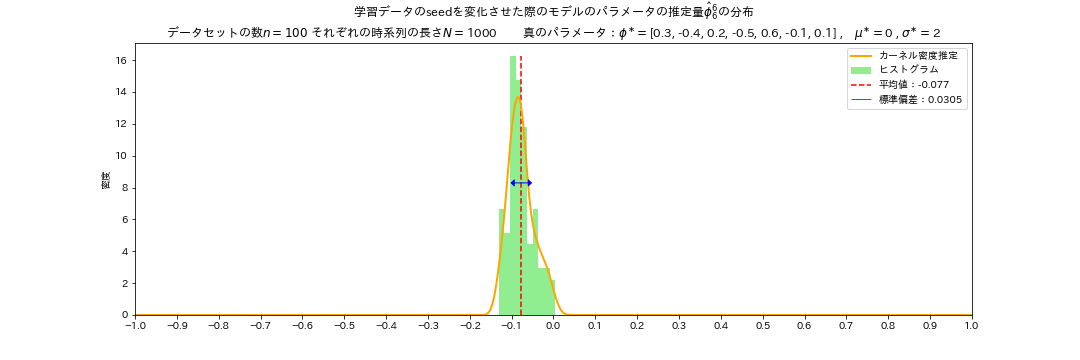 学習データのseedを変化させた際のモデルのパラメータの推定量$\hat{\phi}_6^6$の分布
データセットの数n = 100 それぞれの時系列の長さN = 1000 真のパラメータ：ϕ* = [0.3, -0.4, 0.2, -0.5, 0.6, -0.1, 0.1] , μ* = 0 , σ* = 2
カーネル密度推定
ヒストグラム
平均値：-0.077
標準偏差：0.0305
密度
16
14
12
10
8
6
4
2
0
−1.0 −0.9 −0.8 −0.7 −0.6 −0.5 −0.4 −0.3 −0.2 −0.1 0.0 0.1 0.2 0.3 0.4 0.5 0.6 0.7 0.8 0.9 1.0